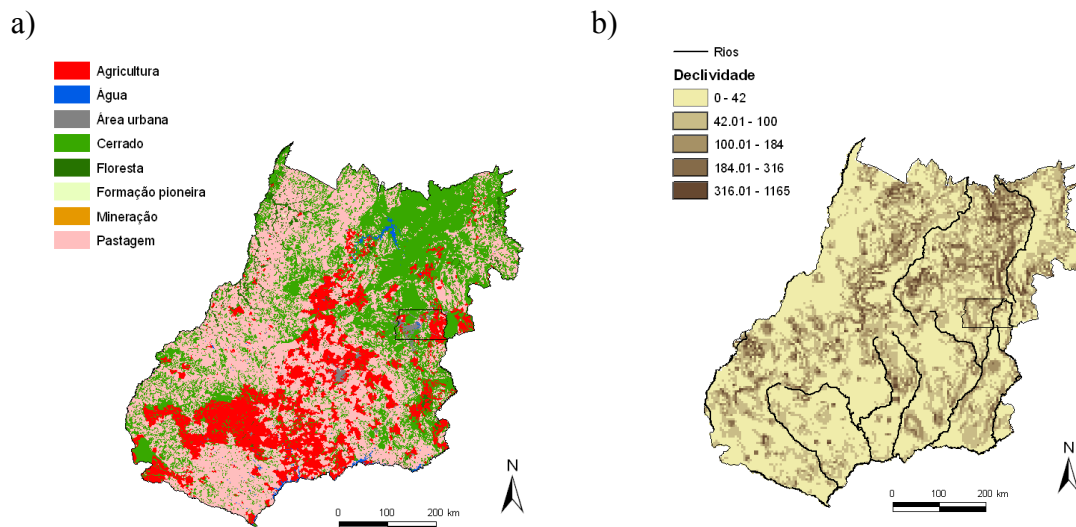 a)
Agricultura
Água
Área urbana
Cerrado
Floresta
Formação pioneira
Mineração
Pastagem
N
0 100 200 km
b)
Rios
Declividade
0 - 42
42.01 - 100
100.01 - 184
184.01 - 316
316.01 - 1165
N
0 100 200 km